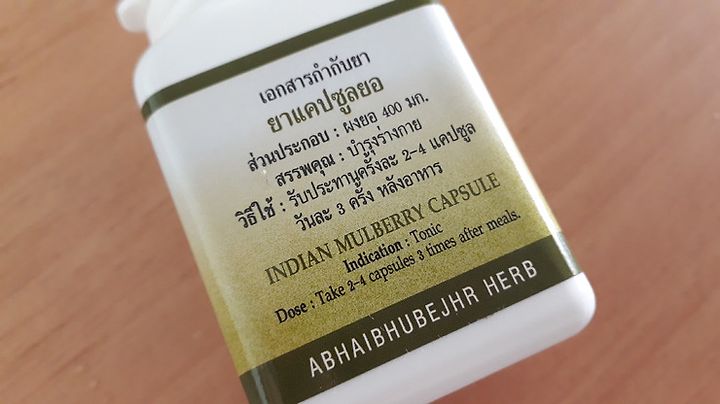 เอกสารกำกับยา
ยาแคปซูลยอ
ส่วนประกอบ : ผงยอ 400 มก.
สรรพคุณ : บำรุงร่างกาย
วิธีใช้ : รับประทานครั้งละ 2-4 แคปซูล
วันละ 3 ครั้ง หลังอาหาร
INDIAN MULBERRY CAPSULE
Indication : Tonic
Dose : Take 2-4 capsules 3 times after meals.
ABHAIBHUBEJHR HERB